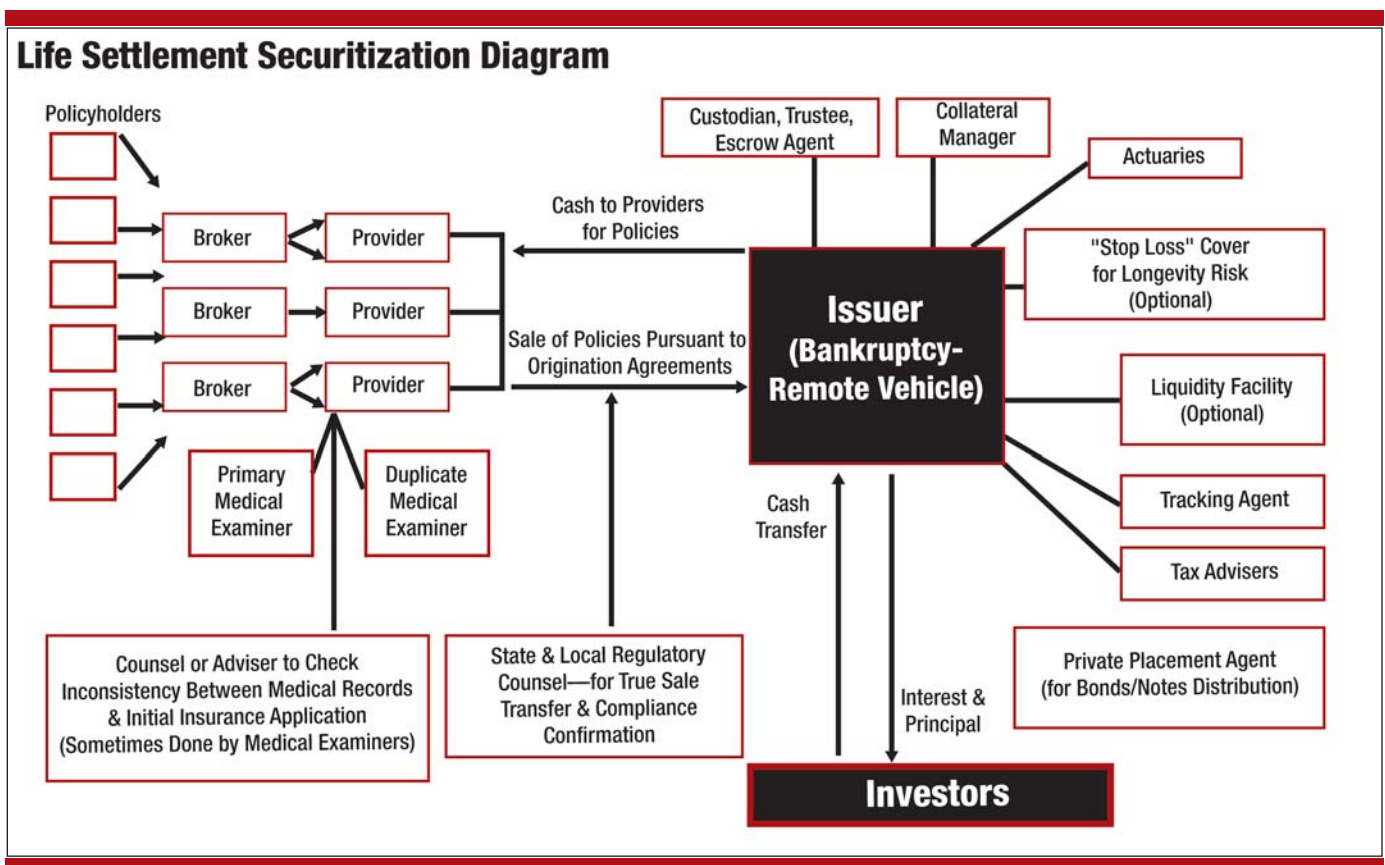 Life Settlement Securitization Diagram
Policyholders
Custodian, Trustee,
Escrow Agent
Collateral
Manager
Actuaries
Cash to Providers
for Policies
Broker
Provider
"Stop Loss" Cover
for Longevity Risk
(Optional)
Broker
Provider
Issuer
(Bankruptcy-
Remote Vehicle)
Sale of Policies Pursuant to
Origination Agreements
Broker
Provider
Liquidity Facility
(Optional)
Primary
Medical
Examiner
Duplicate
Medical
Examiner
Cash
Transfer
Tracking Agent
Tax Advisers
Counsel or Adviser to Check
Inconsistency Between Medical Records
& Initial Insurance Application
(Sometimes Done by Medical Examiners)
State & Local Regulatory
Counsel—for True Sale
Transfer & Compliance
Confirmation
Interest &
Principal
Private Placement Agent
(for Bonds/Notes Distribution)
Investors